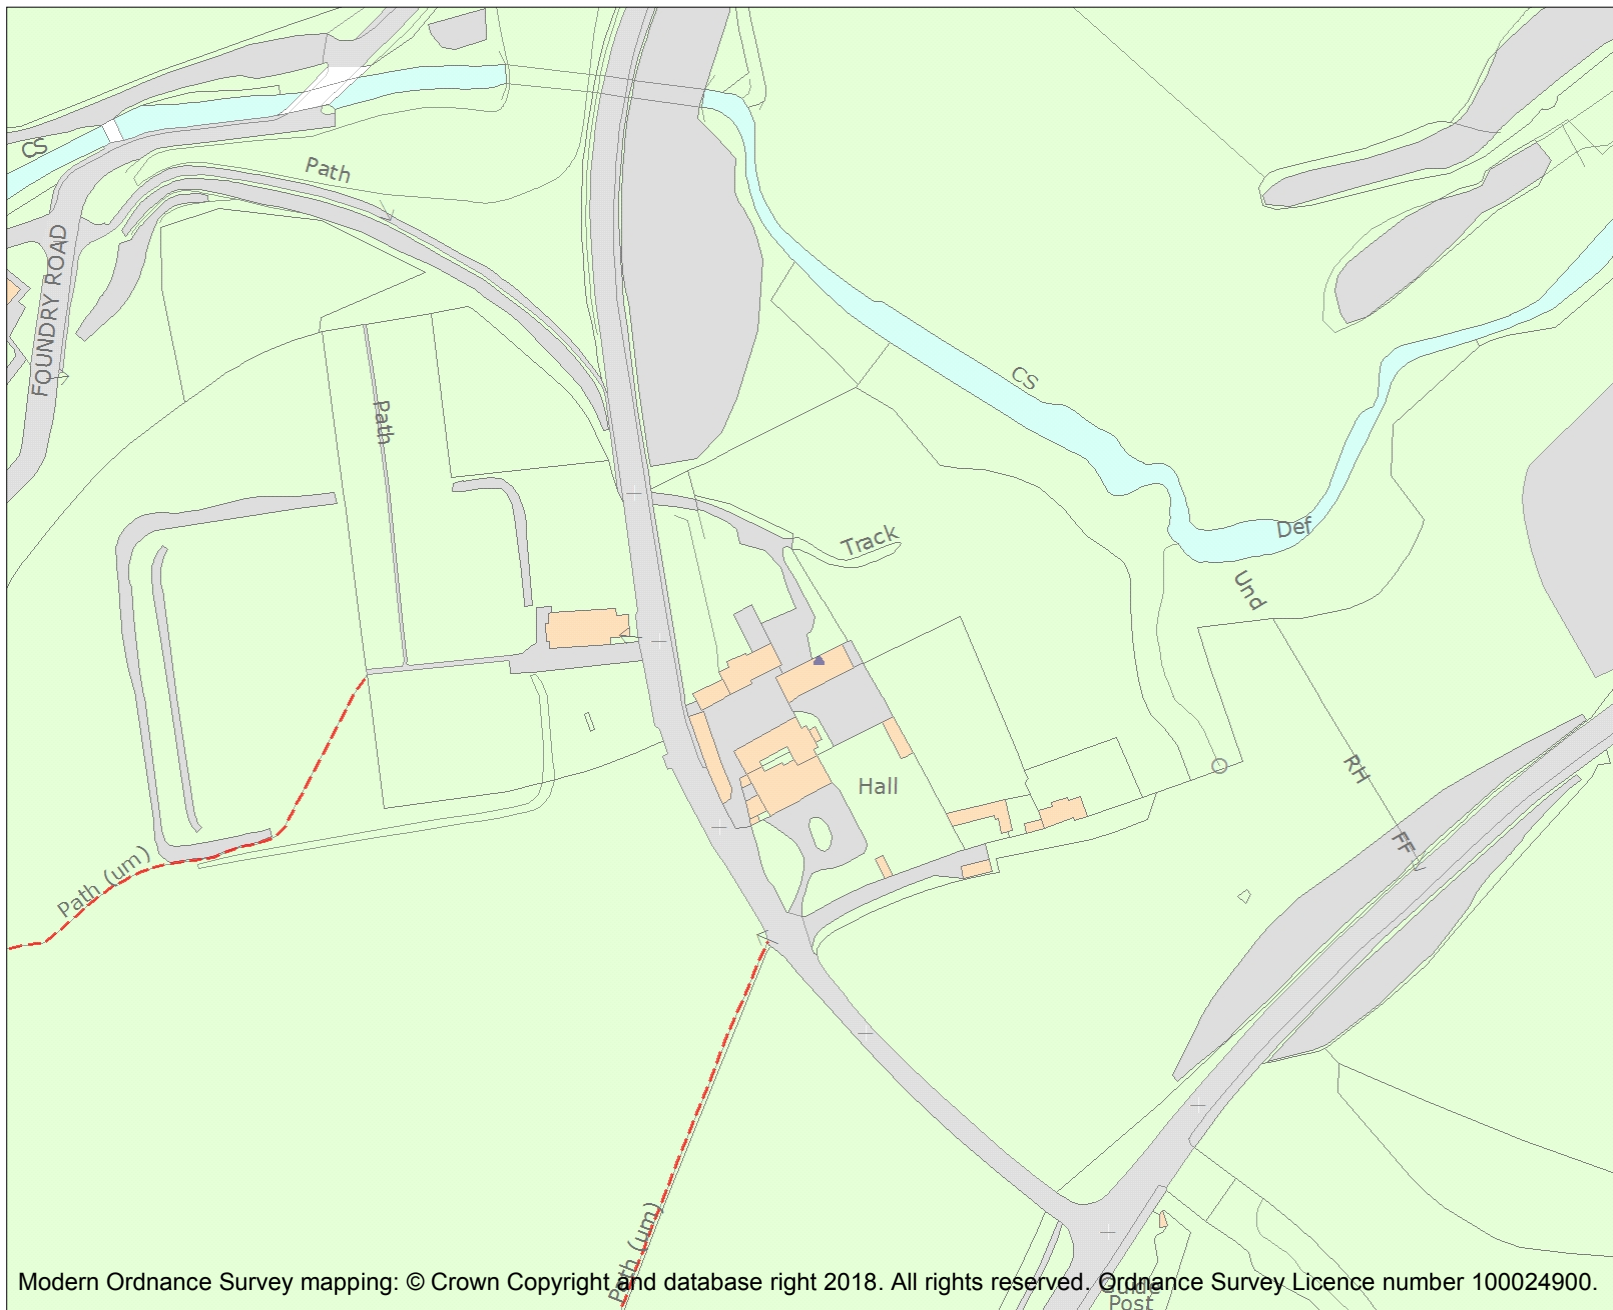 CS
Path
FOUNDRY ROAD
Path
CS
Track
Def
Und
RH
Hall
FF
Path (um)
Path (um)
Modern Ordnance Survey mapping: © Crown Copyright and database right 2018. All rights reserved. Ordnance Survey Licence number 100024900.
Guide
Post